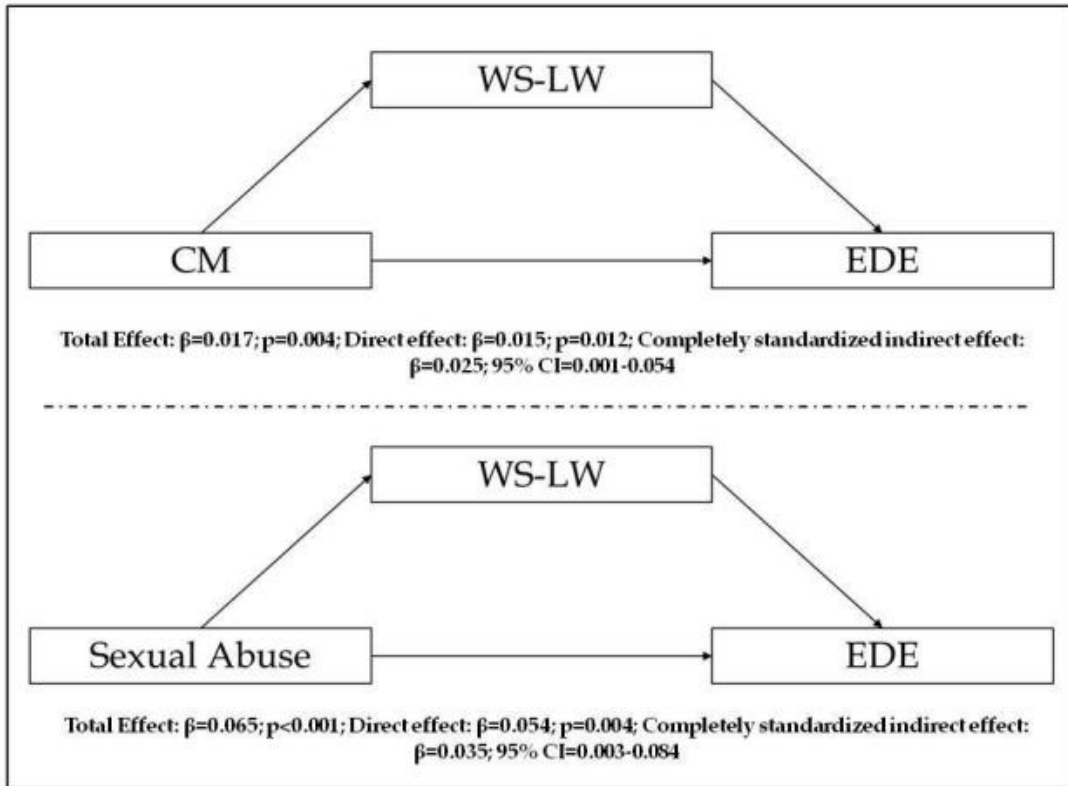 WS-LW
CM
EDE
Total Effect: β=0.017; p=0.004; Direct effect: β=0.015; p=0.012; Completely standardized indirect effect:
β=0.025; 95% CI=0.001-0.054
WS-LW
Sexual Abuse
EDE
Total Effect: β=0.065; p<0.001; Direct effect: β=0.054; p=0.004; Completely standardized indirect effect:
β=0.035; 95% CI=0.003-0.084